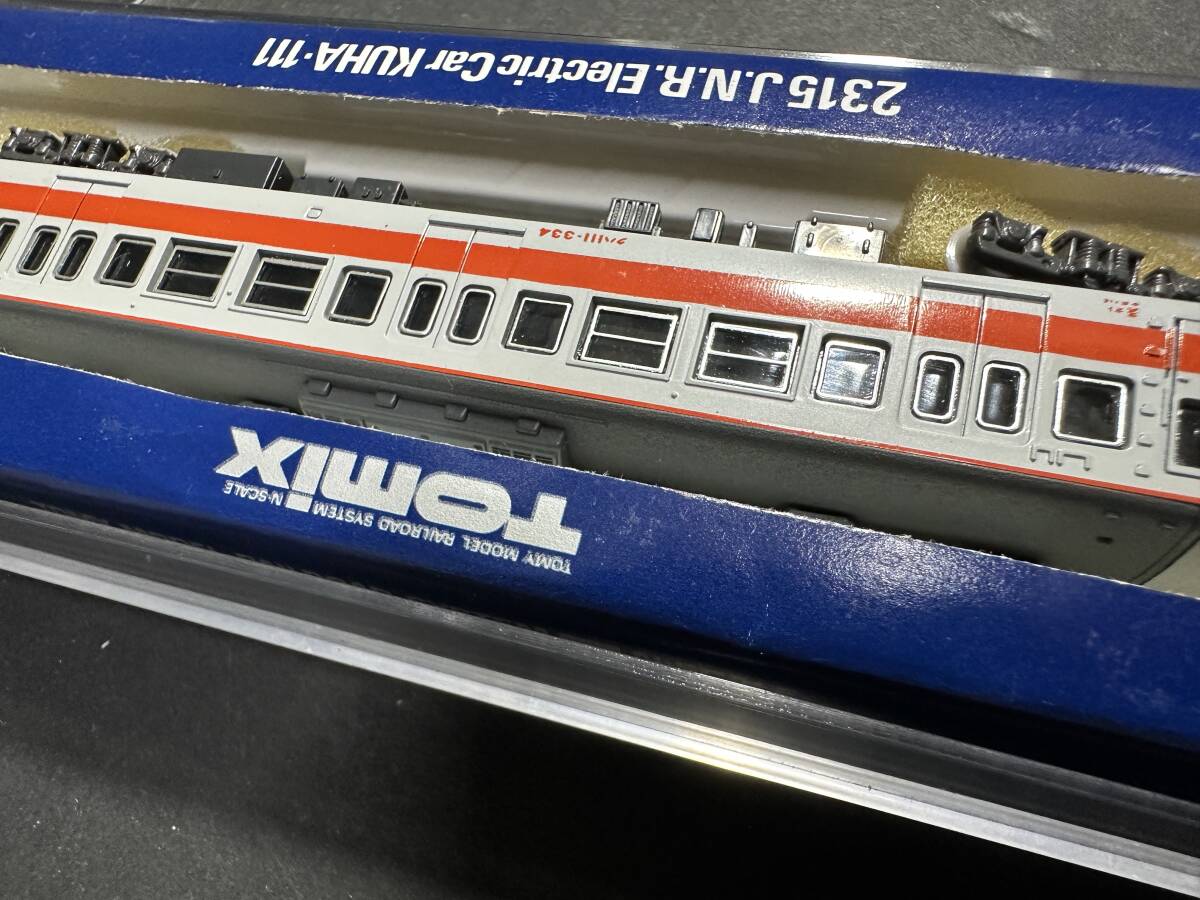 2315 J.N.R. Electric Car KUHA·111
クハ111-334
TOMIX
TOMY MODEL RAILROAD SYSTEM N-SCALE